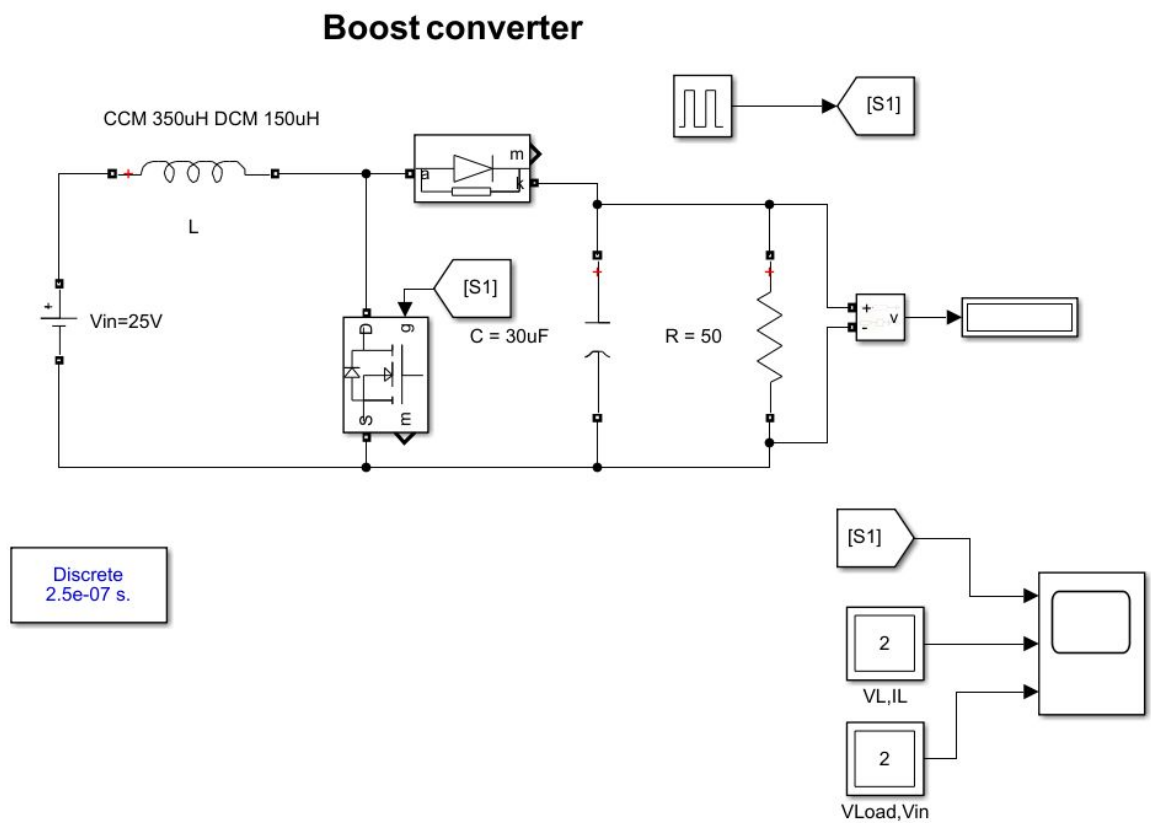 Boost converter
[S1]
CCM 350uH DCM 150uH
m
a
k
L
[S1]
+
Vin=25V
D
g
C = 30uF
R = 50
+
v
-
S
m
[S1]
Discrete
2.5e-07 s.
2
VL,IL
2
VLoad,Vin